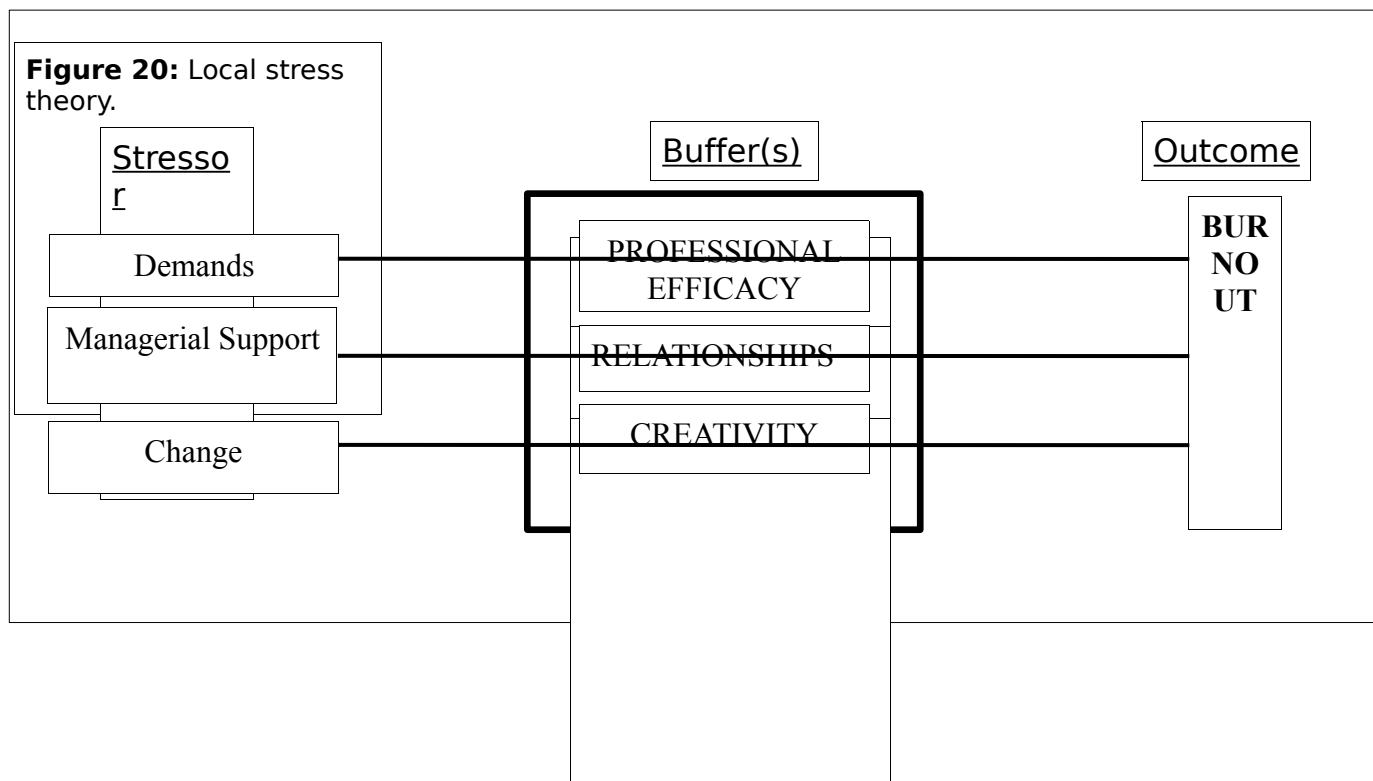 Figure 20: Local stress
theory.
Stresso
r
Buffer(s)
Outcome
Demands
Managerial Support
Change
PROFESSIONAL
EFFICACY
RELATIONSHIPS
CREATIVITY
BUR
NO
UT